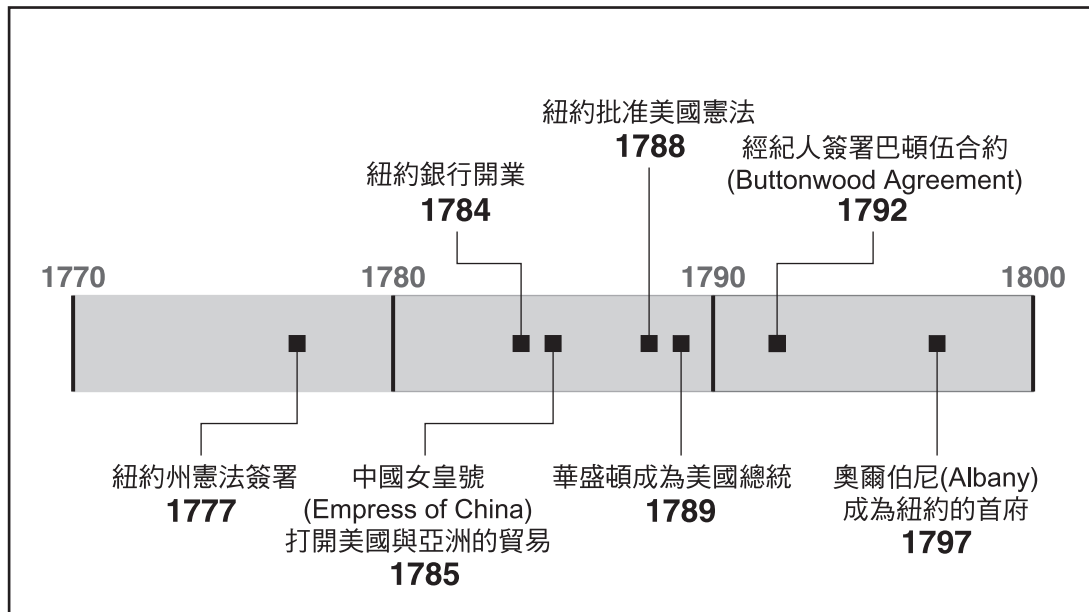 紐約批准美國憲法
1788
經紀人簽署巴頓伍合約
(Buttonwood Agreement)
1792
紐約銀行開業
1784
1770
1780
1790
1800
紐約州憲法簽署
1777
中國女皇號
(Empress of China)
打開美國與亞洲的貿易
1785
華盛頓成為美國總統
1789
奧爾伯尼(Albany)
成為紐約的首府
1797